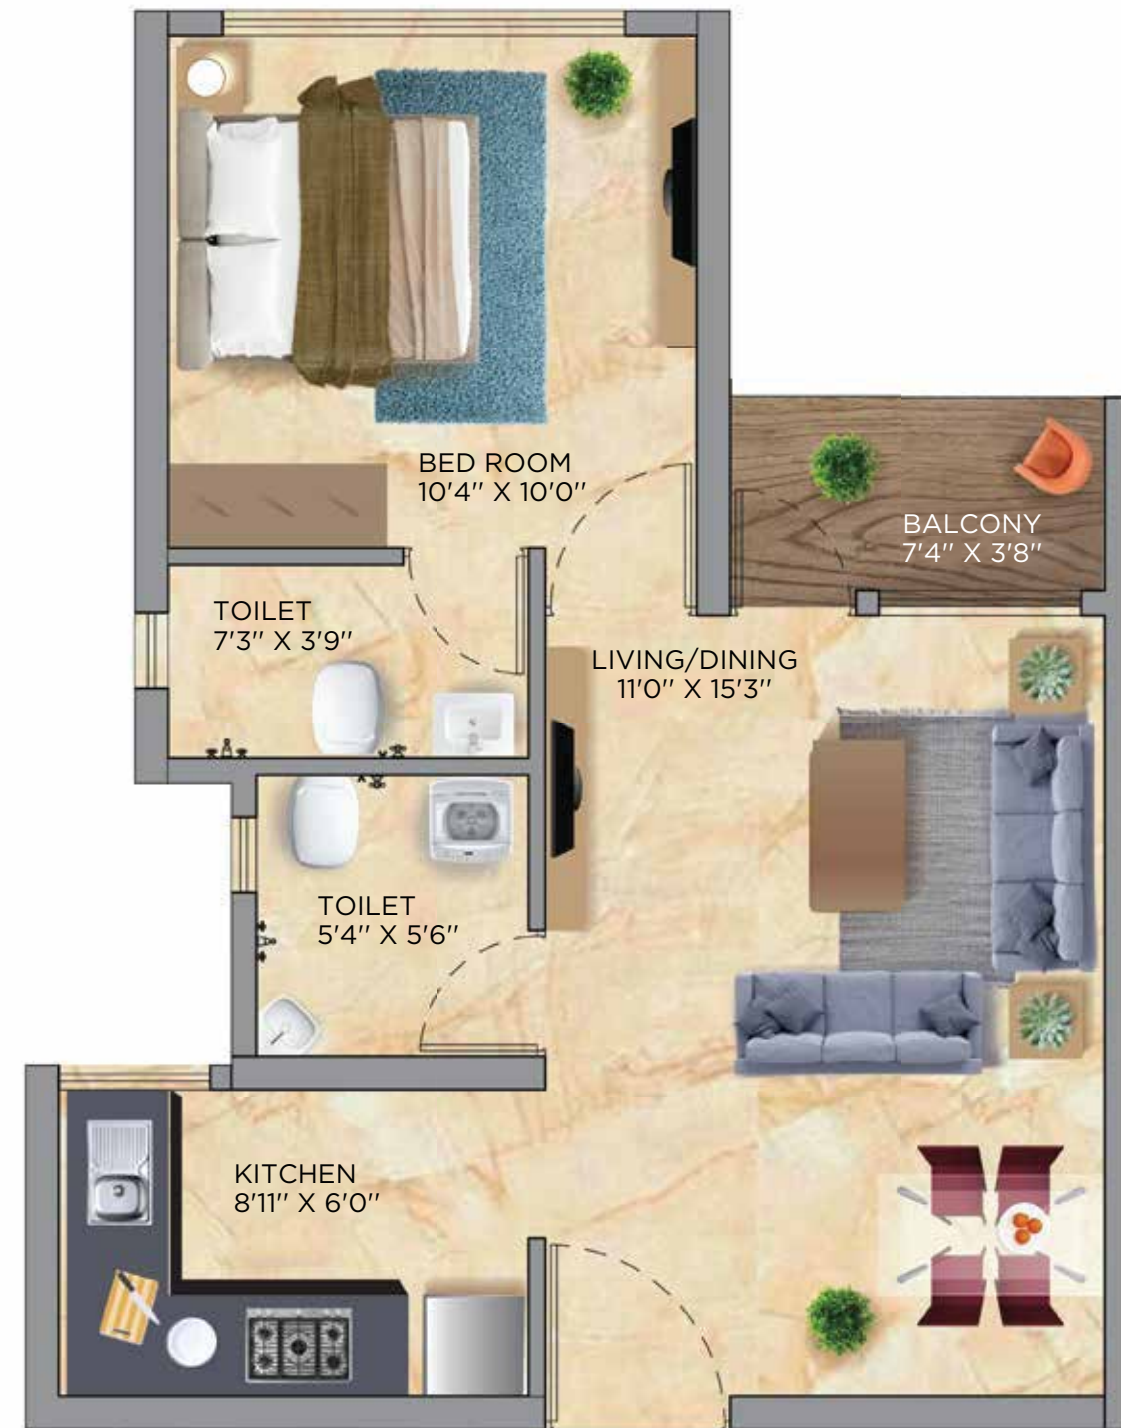 BED ROOM
10'4'' X 10'0''
BALCONY
7'4'' X 3'8''
TOILET
7'3'' X 3'9''
LIVING/DINING
11'0'' X 15'3''
TOILET
5'4'' X 5'6''
KITCHEN
8'11'' X 6'0''